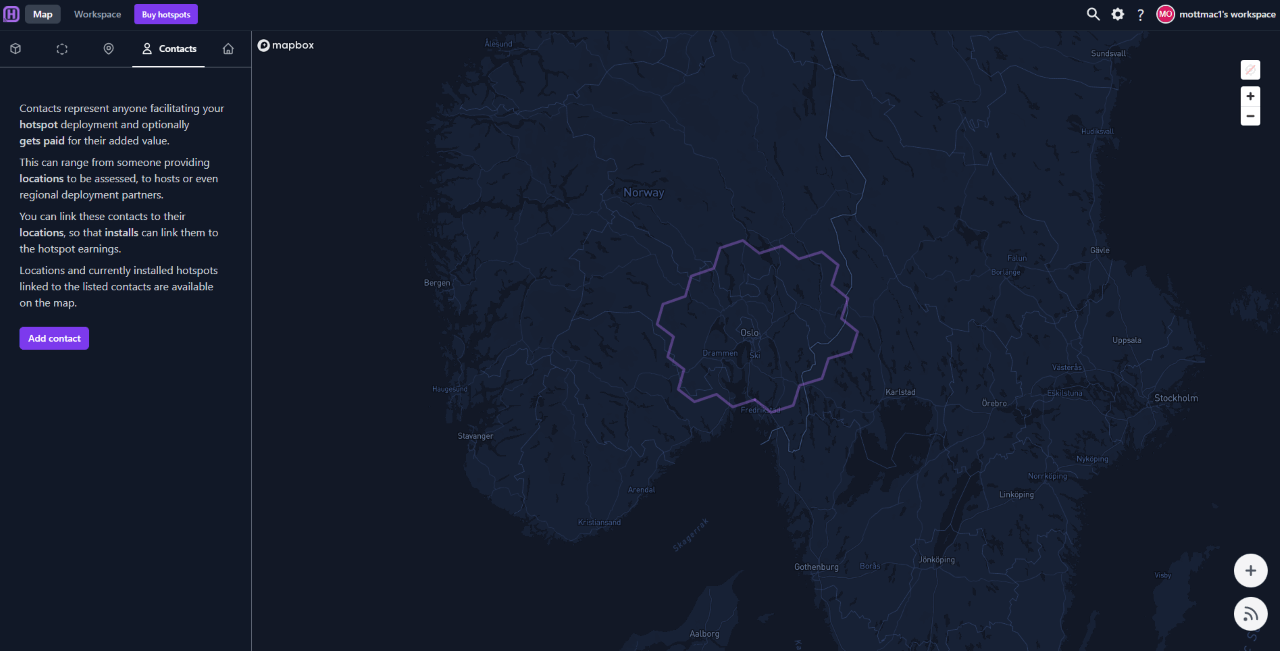 H Map Workspace Buy hotspots ? MO mottmac1's workspace
Contacts
mapbox
Contacts represent anyone facilitating your
hotspot deployment and optionally
gets paid for their added value.
This can range from someone providing
locations to be assessed, to hosts or even
regional deployment partners.
You can link these contacts to their
locations, so that installs can link them to
the hotspot earnings.
Locations and currently installed hotspots
linked to the listed contacts are available
on the map.
Add contact
Ålesund
Sundsvall
+
−
Hudiksvall
Norway
Gävle
Falun
Borlänge
Bergen
Oslo
Uppsala
Drammen
Ski
Västerås
Haugesund
Karlstad
Eskilstuna
Örebro
Stockholm
Fredrikstad
Stavanger
Nyköping
Norrköping
Arendal
Linköping
Kristiansand
Skagerrak
Jönköping
Gothenburg
Borås
Visby
+
Aalborg